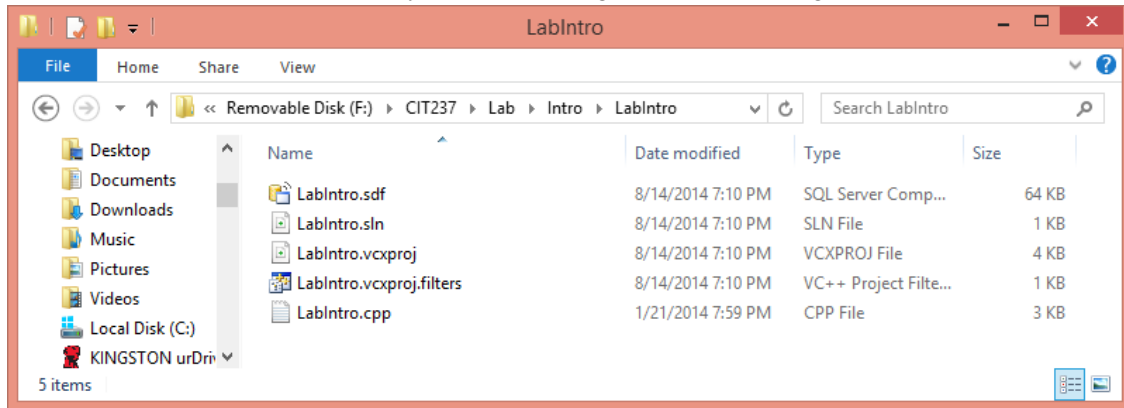 LabIntro
File Home Share View
« Removable Disk (F:) CIT237 Lab Intro LabIntro Search LabIntro
Desktop
Documents
Downloads
Music
Pictures
Videos
Local Disk (C:)
KINGSTON urDriv
Name Date modified Type Size
LabIntro.sdf 8/14/2014 7:10 PM SQL Server Comp... 64 KB
LabIntro.sln 8/14/2014 7:10 PM SLN File 1 KB
LabIntro.vcxproj 8/14/2014 7:10 PM VCXPROJ File 4 KB
LabIntro.vcxproj.filters 8/14/2014 7:10 PM VC++ Project Filte... 1 KB
LabIntro.cpp 1/21/2014 7:59 PM CPP File 3 KB
5 items